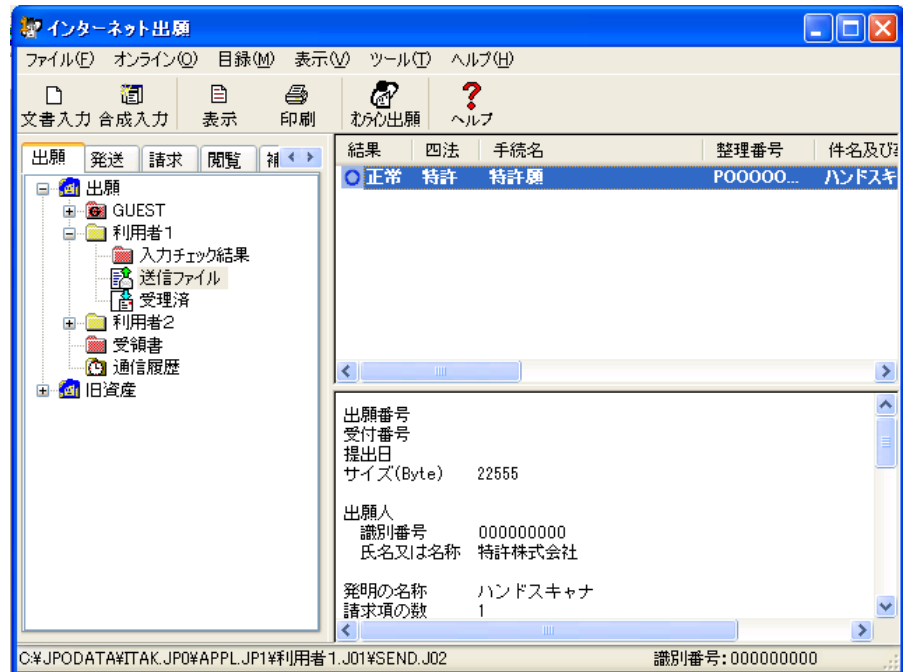 インターネット出願
ファイル(F) オンライン(O) 目録(M) 表示(V) ツール(T) ヘルプ(H)
文書入力 合成入力 表示 印刷 オンライン出願 ヘルプ
出願 発送 請求 閲覧 補
出願
GUEST
利用者1
入力チェック結果
送信ファイル
受理済
利用者2
受領書
通信履歴
旧資産
結果 四法 手続名 整理番号 件名及び
正常 特許 特許願 P00000... ハンドスキ
出願番号
受付番号
提出日
サイズ(Byte) 22555
出願人
識別番号 000000000
氏名又は名称 特許株式会社
発明の名称 ハンドスキャナ
請求項の数 1
C:¥JPODATA¥ITAK.JP0¥APPL.JP1¥利用者1.J01¥SEND.J02 識別番号:000000000